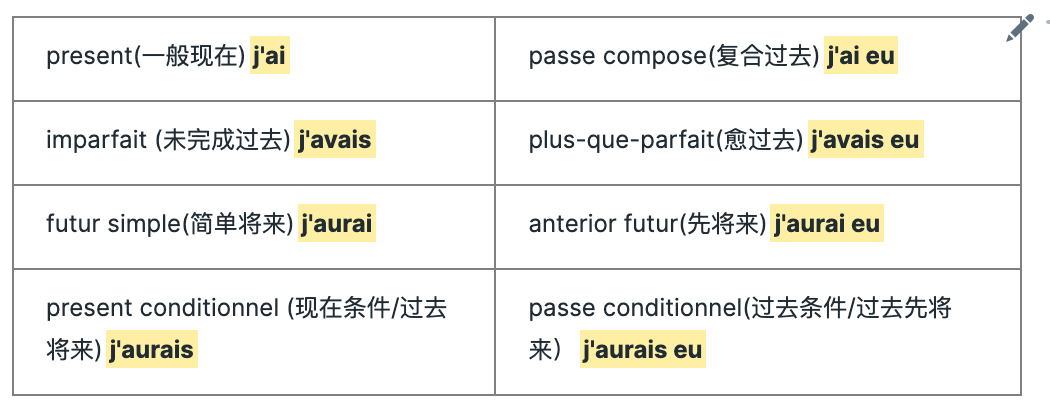 present(一般现在) j'ai
passe compose(复合过去) j'ai eu
imparfait (未完成过去) j'avais
plus-que-parfait(愈过去) j'avais eu
futur simple(简单将来) j'aurai
anterior futur(先将来) j'aurai eu
present conditionnel (现在条件/过去
将来) j'aurais
passe conditionnel(过去条件/过去先将
来） j'aurais eu